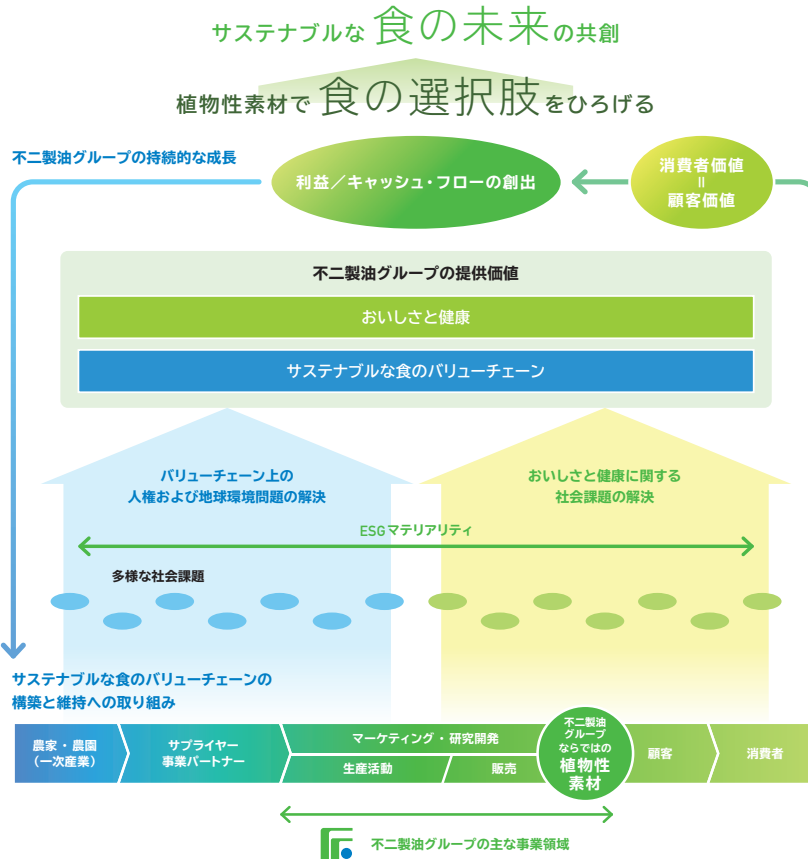 サステナブルな 食の未来の共創
植物性素材で 食の選択肢をひろげる
不二製油グループの持続的な成長
利益／キャッシュ・フローの創出
消費者価値
=
顧客価値
不二製油グループの提供価値
おいしさと健康
サステナブルな食のバリューチェーン
バリューチェーン上の
人権および地球環境問題の解決
おいしさと健康に関する
社会課題の解決
ESGマテリアリティ
多様な社会課題
サステナブルな食のバリューチェーンの
構築と維持への取り組み
農家・農園
（一次産業）
サプライヤー
事業パートナー
マーケティング・研究開発
生産活動
販売
不二製油
グループ
ならではの
植物性
素材
顧客
消費者
不二製油グループの主な事業領域